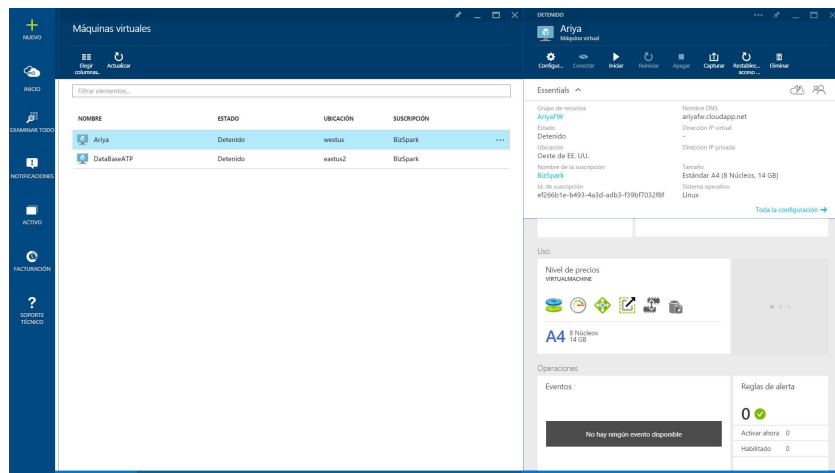 NUEVO
INICIO
EXAMINAR TODO
NOTIFICACIONES
ACTIVO
FACTURACIÓN
SOPORTE
TÉCNICO
Máquinas virtuales
Elegir
columnas..
Actualizar
Filtrar elementos...
NOMBRE ESTADO UBICACIÓN SUSCRIPCIÓN
Ariya Detenido westus BizSpark ...
DataBaseATP Detenido eastus2 BizSpark
DETENIDO
Ariya
Máquina virtual
Configur... Conectar Iniciar Reiniciar Apagar Capturar Restablec... Eliminar
acceso ...
Essentials
Grupo de recursos
AriyaFW
Estado
Detenido
Ubicación
Oeste de EE. UU.
Nombre de la suscripción
BizSpark
Id. de suscripción
ef266b1e-b493-4a3d-adb3-f39bf7032f8f
Nombre DNS
ariyafw.cloudapp.net
Dirección IP virtual
-
Dirección IP privada
Tamaño
Estándar A4 (8 Núcleos, 14 GB)
Sistema operativo
Linux
Toda la configuración →
Uso
Nivel de precios
VIRTUALMACHINE
A4 8 Núcleos
14 GB
Operaciones
Eventos
No hay ningún evento disponible
Reglas de alerta
0
Activar ahora 0
Habilitado 0